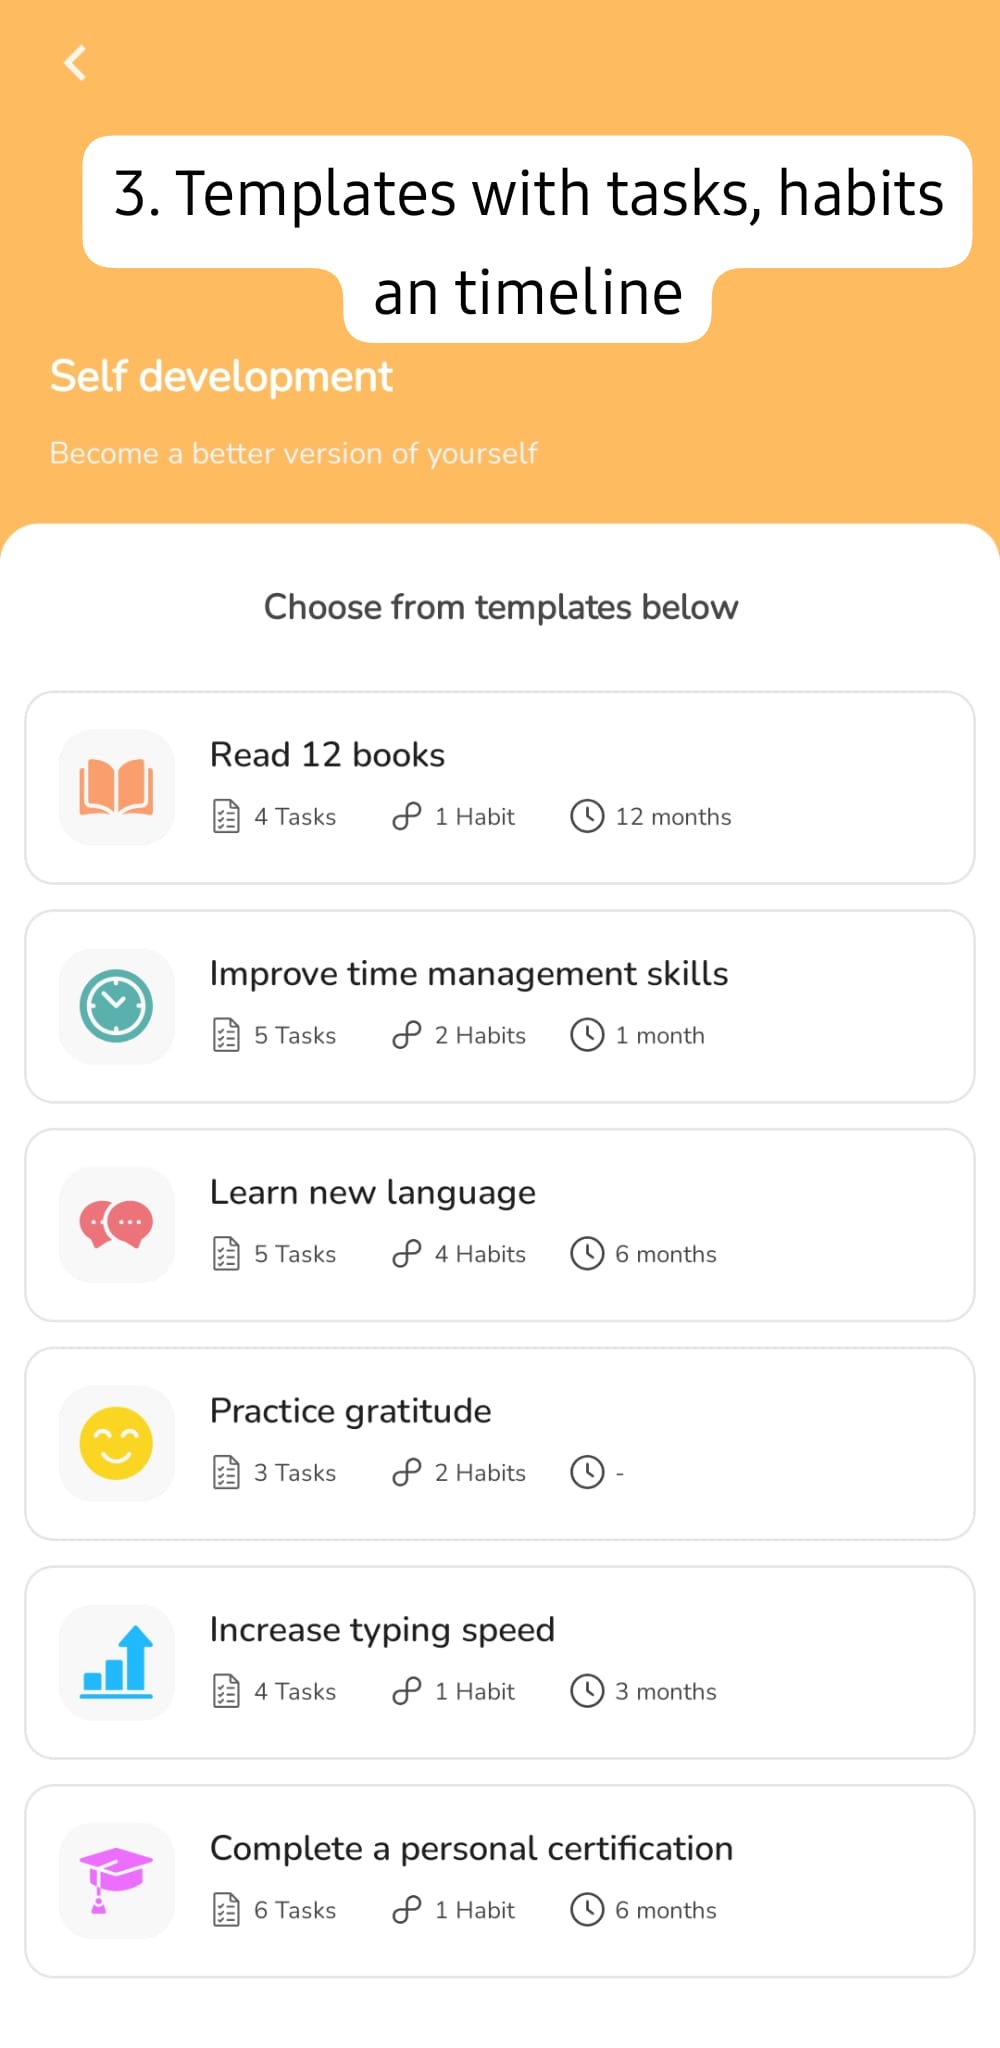 3. Templates with tasks, habits
an timeline
Self development
Become a better version of yourself
Choose from templates below
Read 12 books
4 Tasks 1 Habit 12 months
Improve time management skills
5 Tasks 2 Habits 1 month
Learn new language
5 Tasks 4 Habits 6 months
Practice gratitude
3 Tasks 2 Habits -
Increase typing speed
4 Tasks 1 Habit 3 months
Complete a personal certification
6 Tasks 1 Habit 6 months